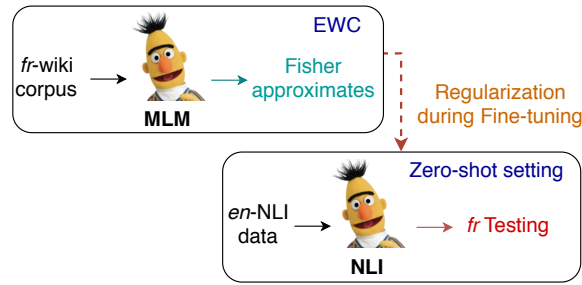 EWC
fr-wiki
corpus
Fisher
approximates
MLM
Regularization
during Fine-tuning
Zero-shot setting
en-NLI
data
fr Testing
NLI